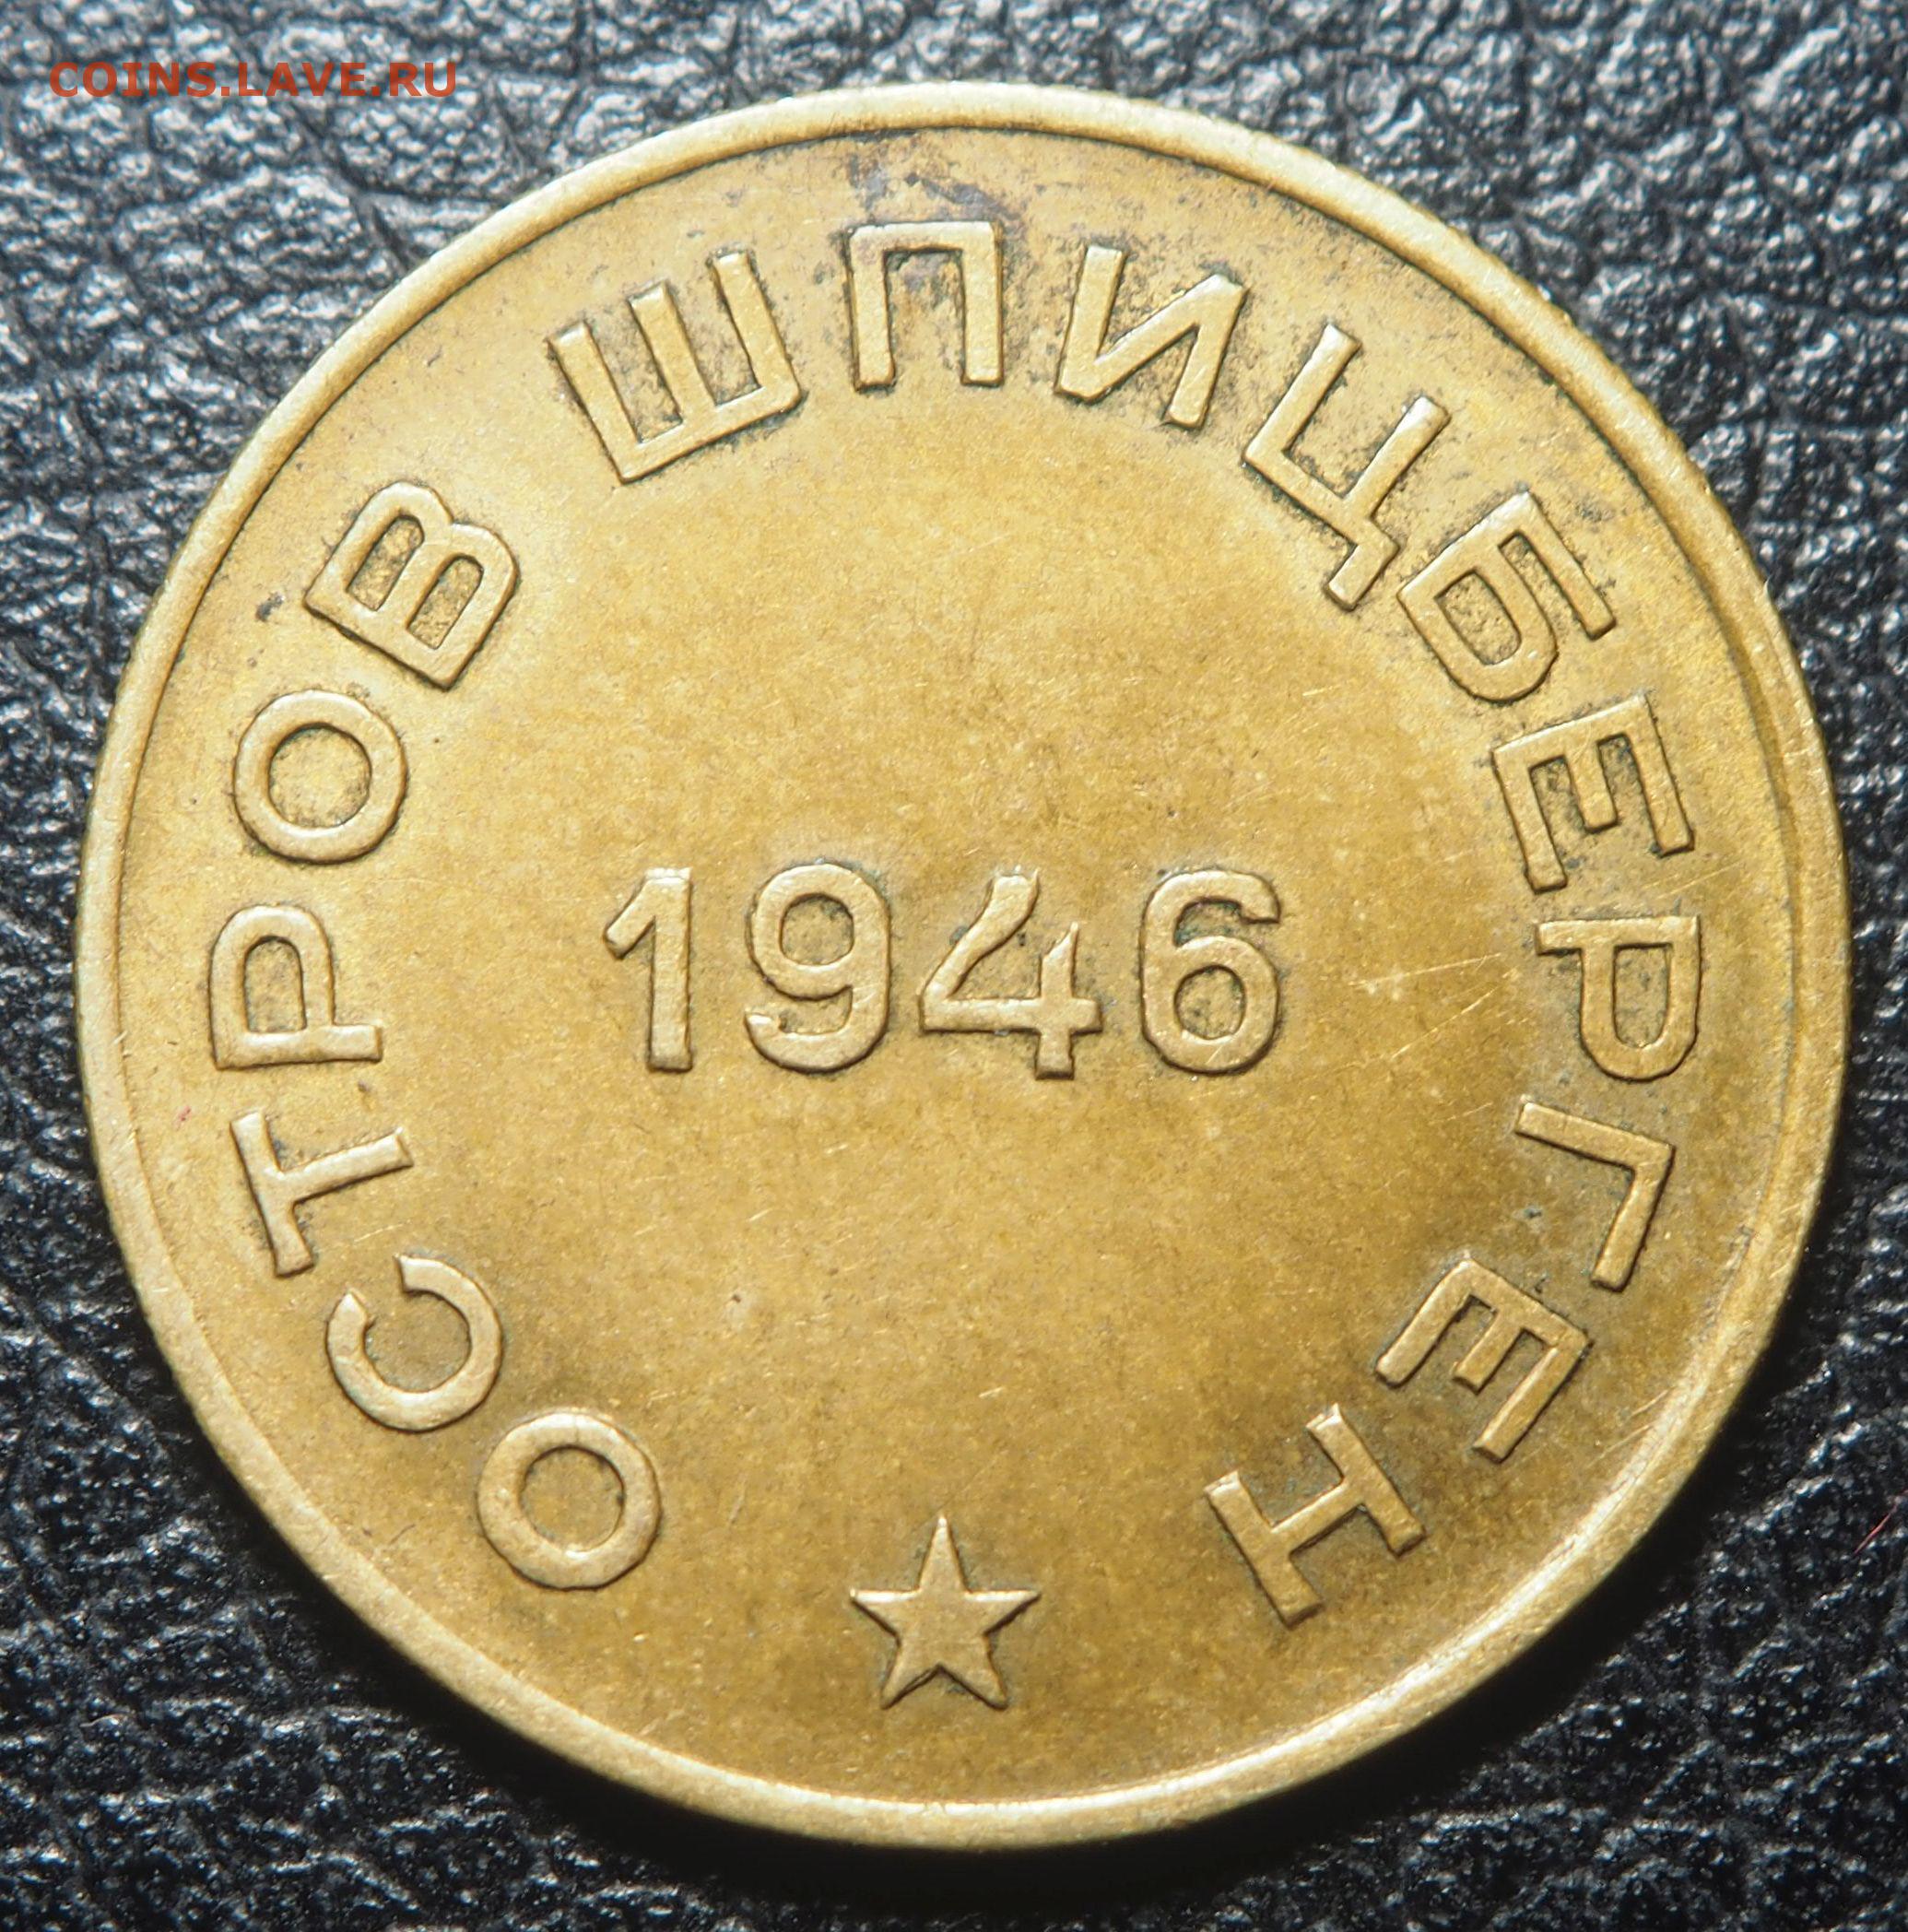 COINS.LAVE.RU
ОСТРОВ ШПИЦБЕРГЕН
1946